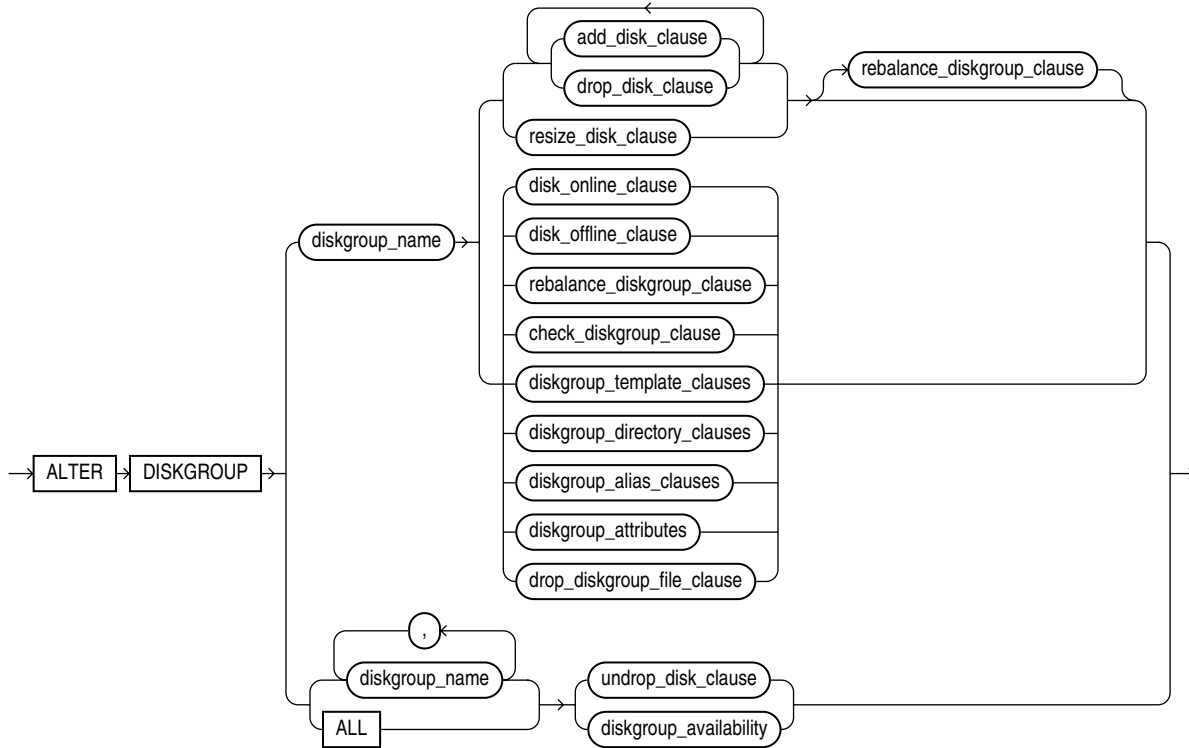 add_disk_clause
rebalance_diskgroup_clause
drop_disk_clause
resize_disk_clause
disk_online_clause
diskgroup_name
disk_offline_clause
rebalance_diskgroup_clause
check_diskgroup_clause
diskgroup_template_clauses
diskgroup_directory_clauses
ALTER DISKGROUP
diskgroup_alias_clauses
diskgroup_attributes
drop_diskgroup_file_clause
,
diskgroup_name
undrop_disk_clause
ALL
diskgroup_availability